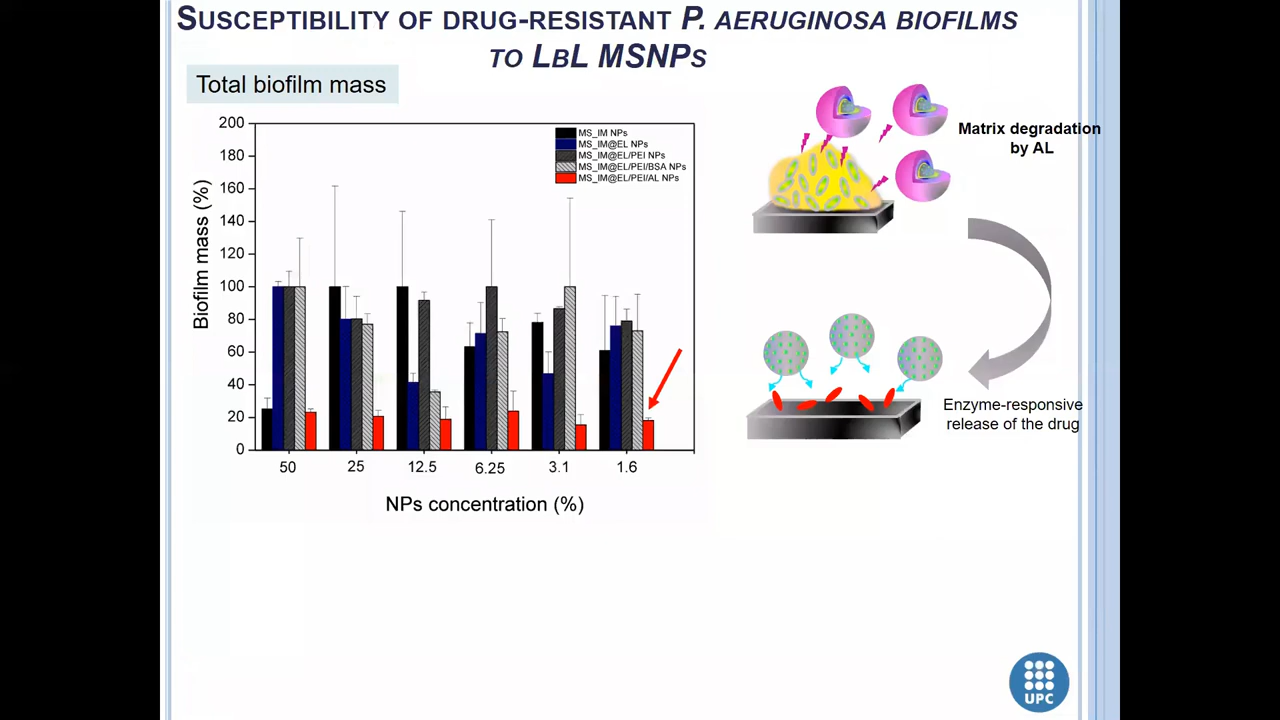 SUSCEPTIBILITY OF DRUG-RESISTANT P. AERUGINOSA BIOFILMS
TO LBL MSNPS
Total biofilm mass
Biofilm mass (%)
200
180
160
140
120
100
80
60
40
20
0
MS_IM NPs
MS_IM@EL NPs
MS_IM@EL/PEI NPs
MS_IM@EL/PEI/BSA NPs
MS_IM@EL/PEI/AL NPs
50 25 12.5 6.25 3.1 1.6
NPs concentration (%)
Matrix degradation
by AL
Enzyme-responsive
release of the drug
UPC